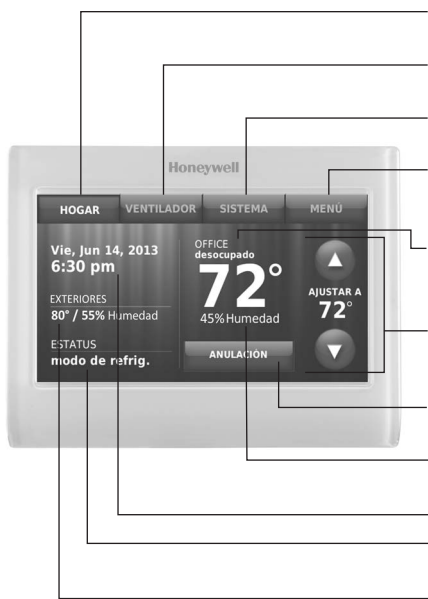 Honeywell
HOGAR VENTILADOR SISTEMA MENÚ
Vie, Jun 14, 2013
6:30 pm
EXTERIORES
80° / 55% Humedad
ESTATUS
modo de refrig.
OFFICE
desocupado
72°
45% Humedad
ANULACIÓN
AJUSTAR A
72°